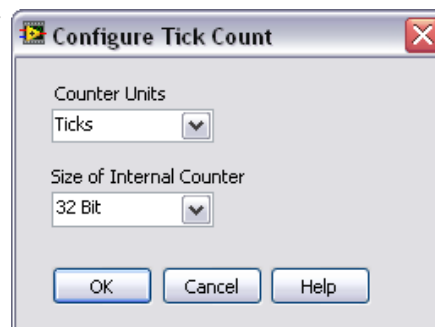 Configure Tick Count
Counter Units
Ticks
Size of Internal Counter
32 Bit
OK Cancel Help